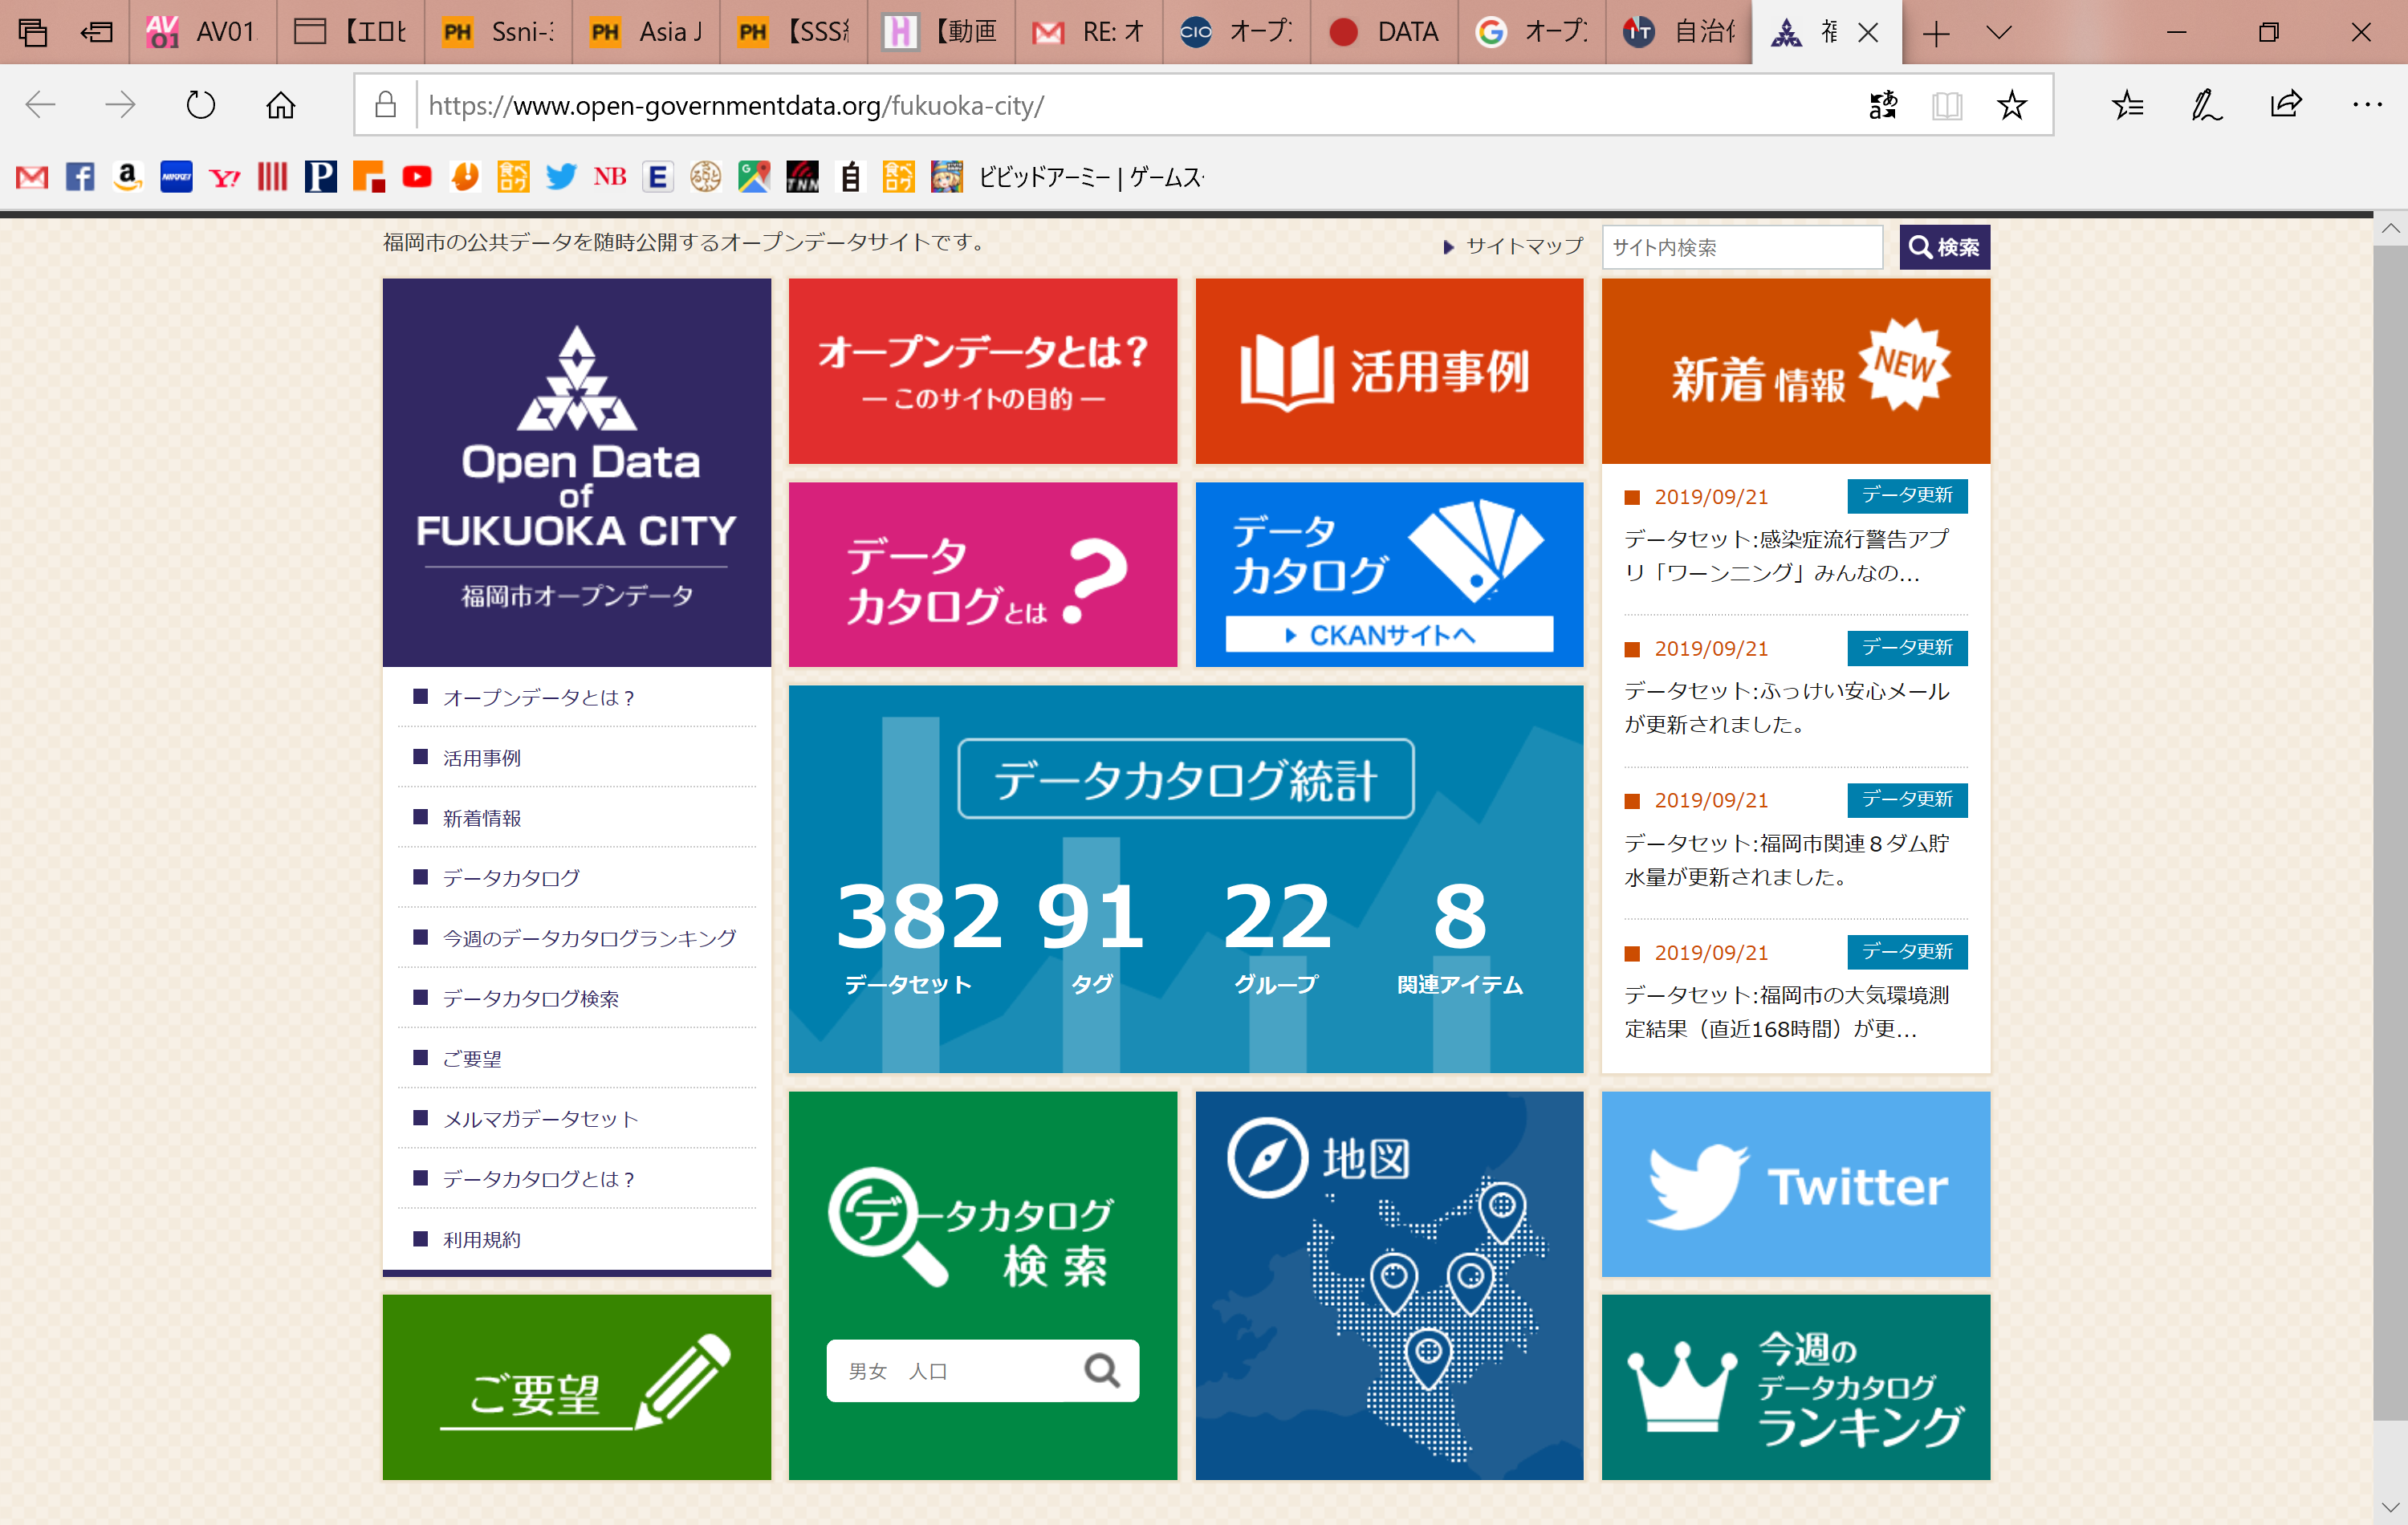 AV01
【エロヒ
Ssni-3
Asia J
【SSS級
【動画
RE: オ
オープン
DATA
オープン
自治体
福
https://www.open-governmentdata.org/fukuoka-city/
ビビッドアーミー | ゲームス
福岡市の公共データを随時公開するオープンデータサイトです。
サイトマップ
サイト内検索
検索
Open Data
of
FUKUOKA CITY
福岡市オープンデータ
オープンデータとは？
活用事例
新着情報
データカタログ
今週のデータカタログランキング
データカタログ検索
ご要望
メルマガデータセット
データカタログとは？
利用規約
ご要望
オープンデータとは？
— このサイトの目的 —
活用事例
データ
カタログとは？
データ
カタログ
CKANサイトへ
データカタログ統計
382 91 22 8
データセット タグ グループ 関連アイテム
データカタログ
検索
男女　人口
地図
新着情報 NEW
2019/09/21 データ更新
データセット:感染症流行警告アプ
リ「ワーンニング」みんなの...
2019/09/21 データ更新
データセット:ふっけい安心メール
が更新されました。
2019/09/21 データ更新
データセット:福岡市関連８ダム貯
水量が更新されました。
2019/09/21 データ更新
データセット:福岡市の大気環境測
定結果（直近168時間）が更...
Twitter
今週の
データカタログ
ランキング